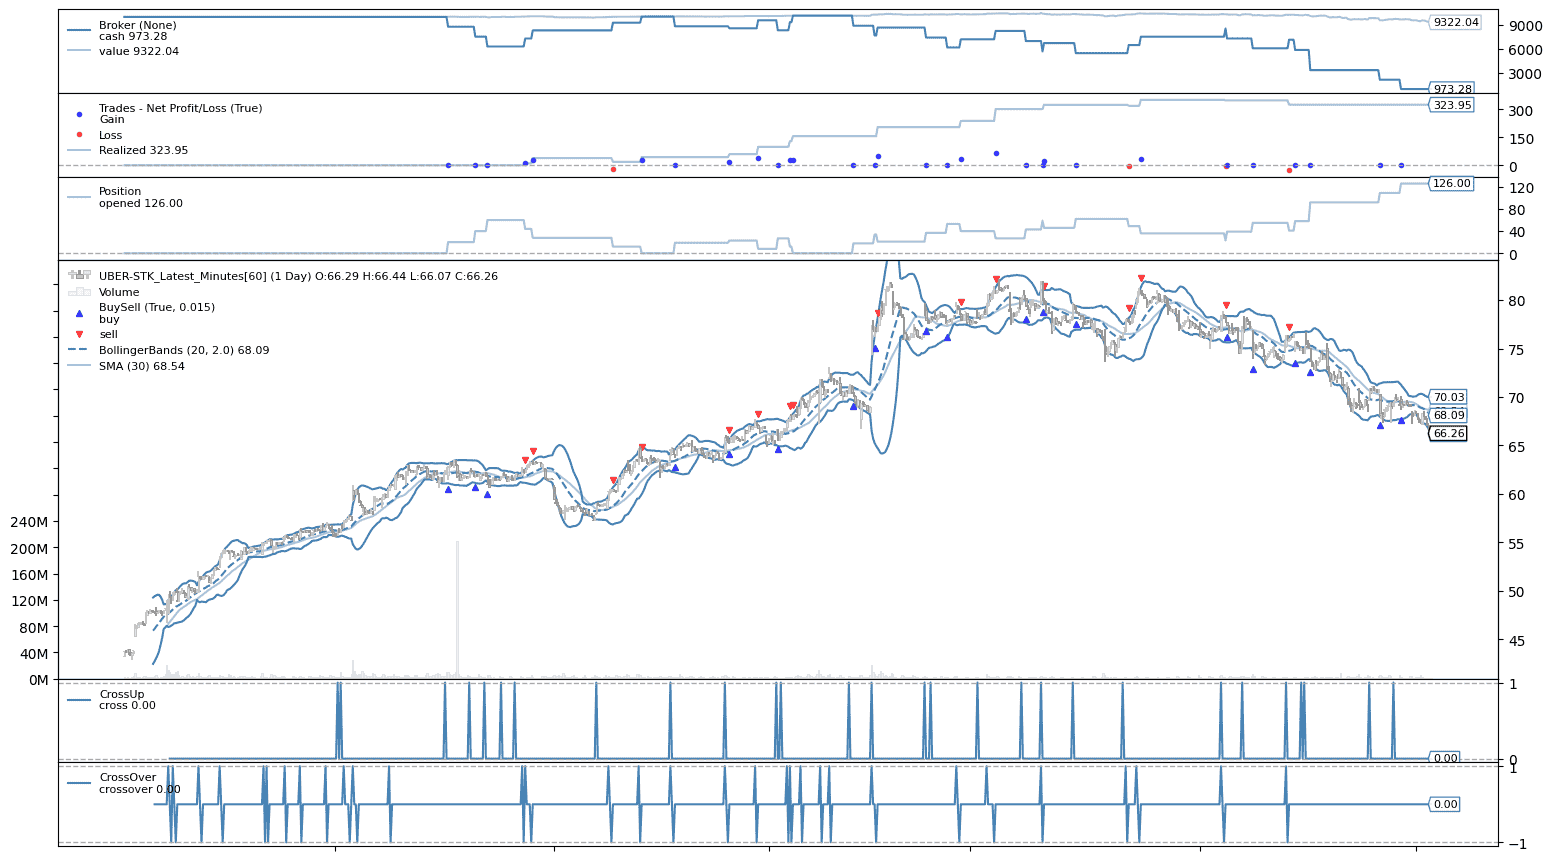 Broker (None)
cash 973.28
value 9322.04
9322.04
9000
6000
3000
973.28
Trades - Net Profit/Loss (True)
Gain
Loss
Realized 323.95
323.95
300
150
0
Position
opened 126.00
126.00
120
80
40
0
UBER-STK_Latest_Minutes[60] (1 Day) O:66.29 H:66.44 L:66.07 C:66.26
Volume
BuySell (True, 0.015)
buy
sell
BollingerBands (20, 2.0) 68.09
SMA (30) 68.54
80
75
70
65
60
55
50
45
70.03
68.09
66.26
240M
200M
160M
120M
80M
40M
0M
CrossUp
cross 0.00
1
0
0.00
CrossOver
crossover 0.00
1
0.00
−1